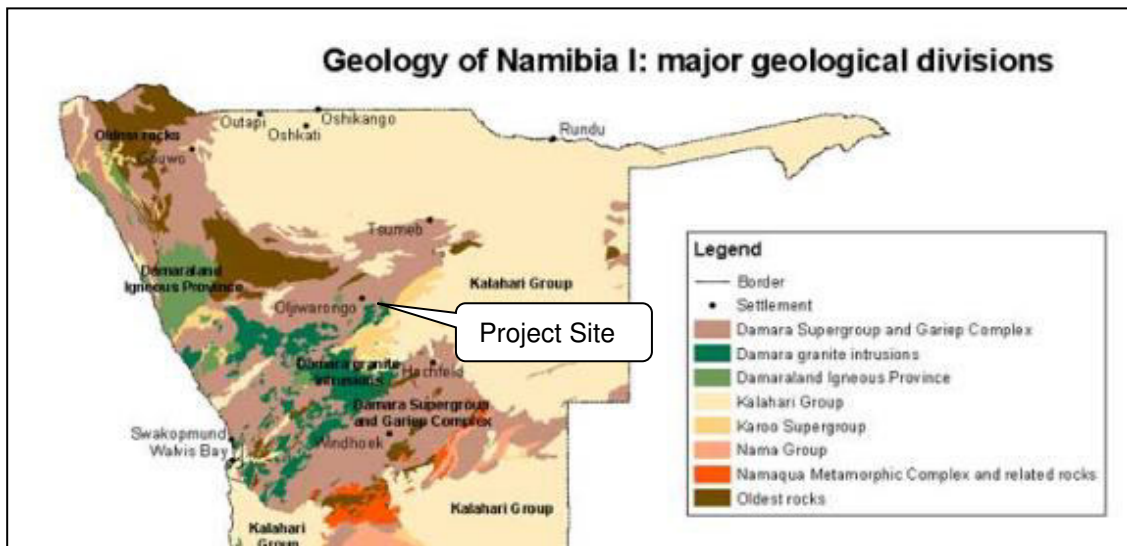 Geology of Namibia I: major geological divisions
Oshikango
Outapi
Oshkati
Rundu
Oldest rocks
Opuwo
Tsumeb
Legend
Border
Settlement
Damara Supergroup and Gariep Complex
Damara granite intrusions
Damaraland Igneous Province
Kalahari Group
Karoo Supergroup
Nama Group
Namaqua Metamorphic Complex and related rocks
Oldest rocks
Damaraland
Igneous Province
Kalahari Group
Otjiwarongo
Project Site
Damara granite
intrusions
Hochfeld
Damara Supergroup
and Gariep Complex
Swakopmund
Walvis Bay
Windhoek
Kalahari Group
Kalahari
Group